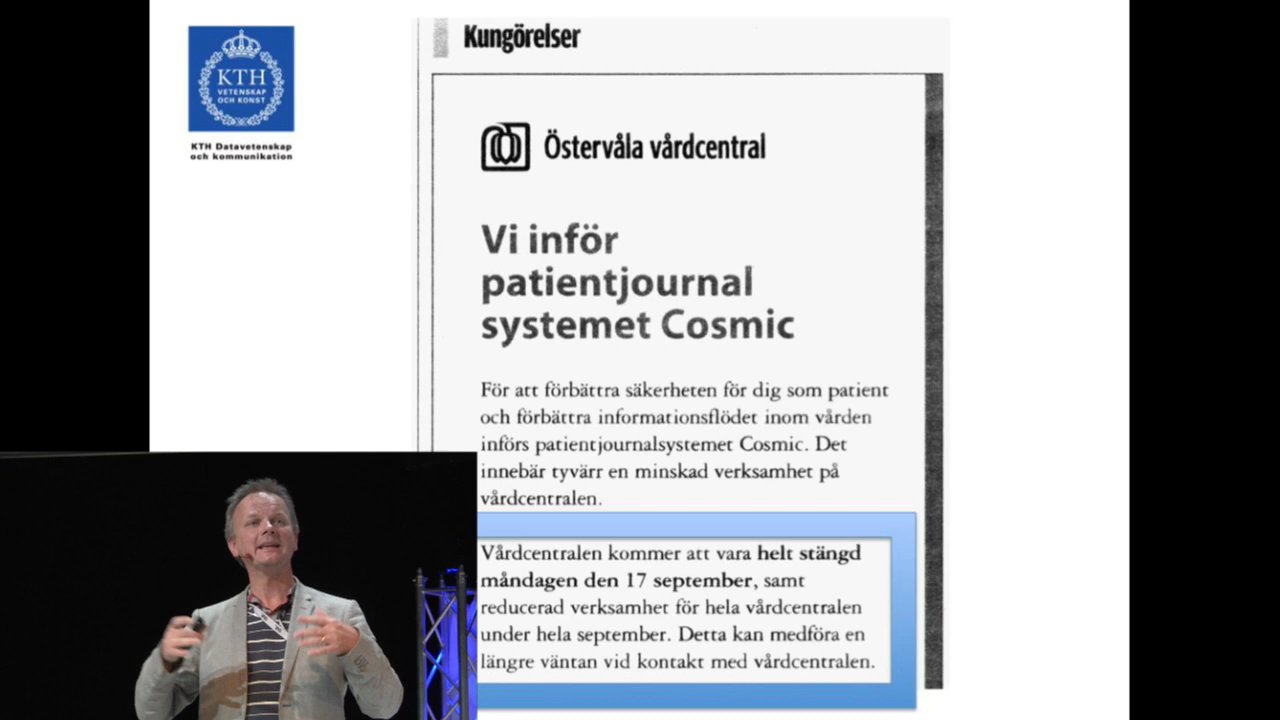 KTH
VETENSKAP
OCH KONST
KTH Datavetenskap
och kommunikation
Kungörelser
Östervåla vårdcentral
Vi inför
patientjournal
systemet Cosmic
För att förbättra säkerheten för dig som patient
och förbättra informationsflödet inom vården
införs patientjournalsystemet Cosmic. Det
innebär tyvärr en minskad verksamhet på
vårdcentralen.
Vårdcentralen kommer att vara helt stängd
måndagen den 17 september, samt
reducerad verksamhet för hela vårdcentralen
under hela september. Detta kan medföra en
längre väntan vid kontakt med vårdcentralen.